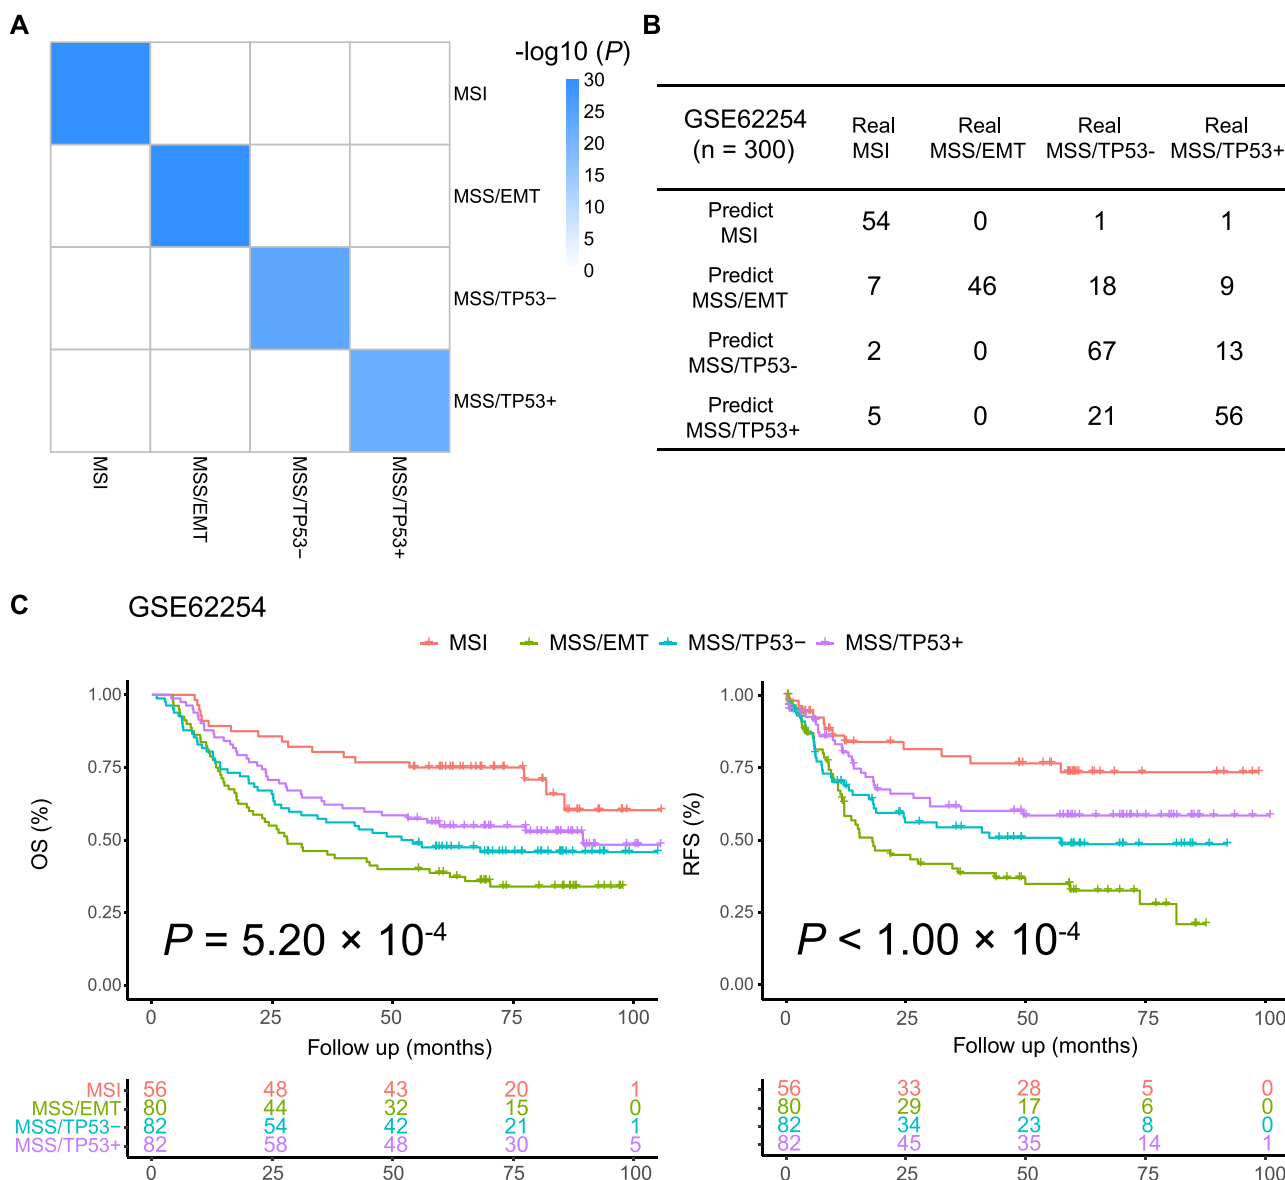 A
-log10 (P)
30
25
20
15
10
5
0
MSI
MSS/EMT
MSS/TP53−
MSS/TP53+
MSI
MSS/EMT
MSS/TP53−
MSS/TP53+
B
GSE62254
(n = 300)
Real
MSI
Real
MSS/EMT
Real
MSS/TP53-
Real
MSS/TP53+
Predict
MSI
54 0 1 1
Predict
MSS/EMT
7 46 18 9
Predict
MSS/TP53-
2 0 67 13
Predict
MSS/TP53+
5 0 21 56
C
GSE62254
MSI MSS/EMT MSS/TP53− MSS/TP53+
OS (%)
1.00
0.75
0.50
0.25
0.00
P = 5.20 × 10-4
0 25 50 75 100
Follow up (months)
MSI 56 48 43 20 1
MSS/EMT 80 44 32 15 0
MSS/TP53− 82 54 42 21 1
MSS/TP53+ 82 58 48 30 5
0 25 50 75 100
RFS (%)
1.00
0.75
0.50
0.25
0.00
P < 1.00 × 10-4
0 25 50 75 100
Follow up (months)
56 33 28 5 0
80 29 17 6 0
82 34 23 8 0
82 45 35 14 1
0 25 50 75 100